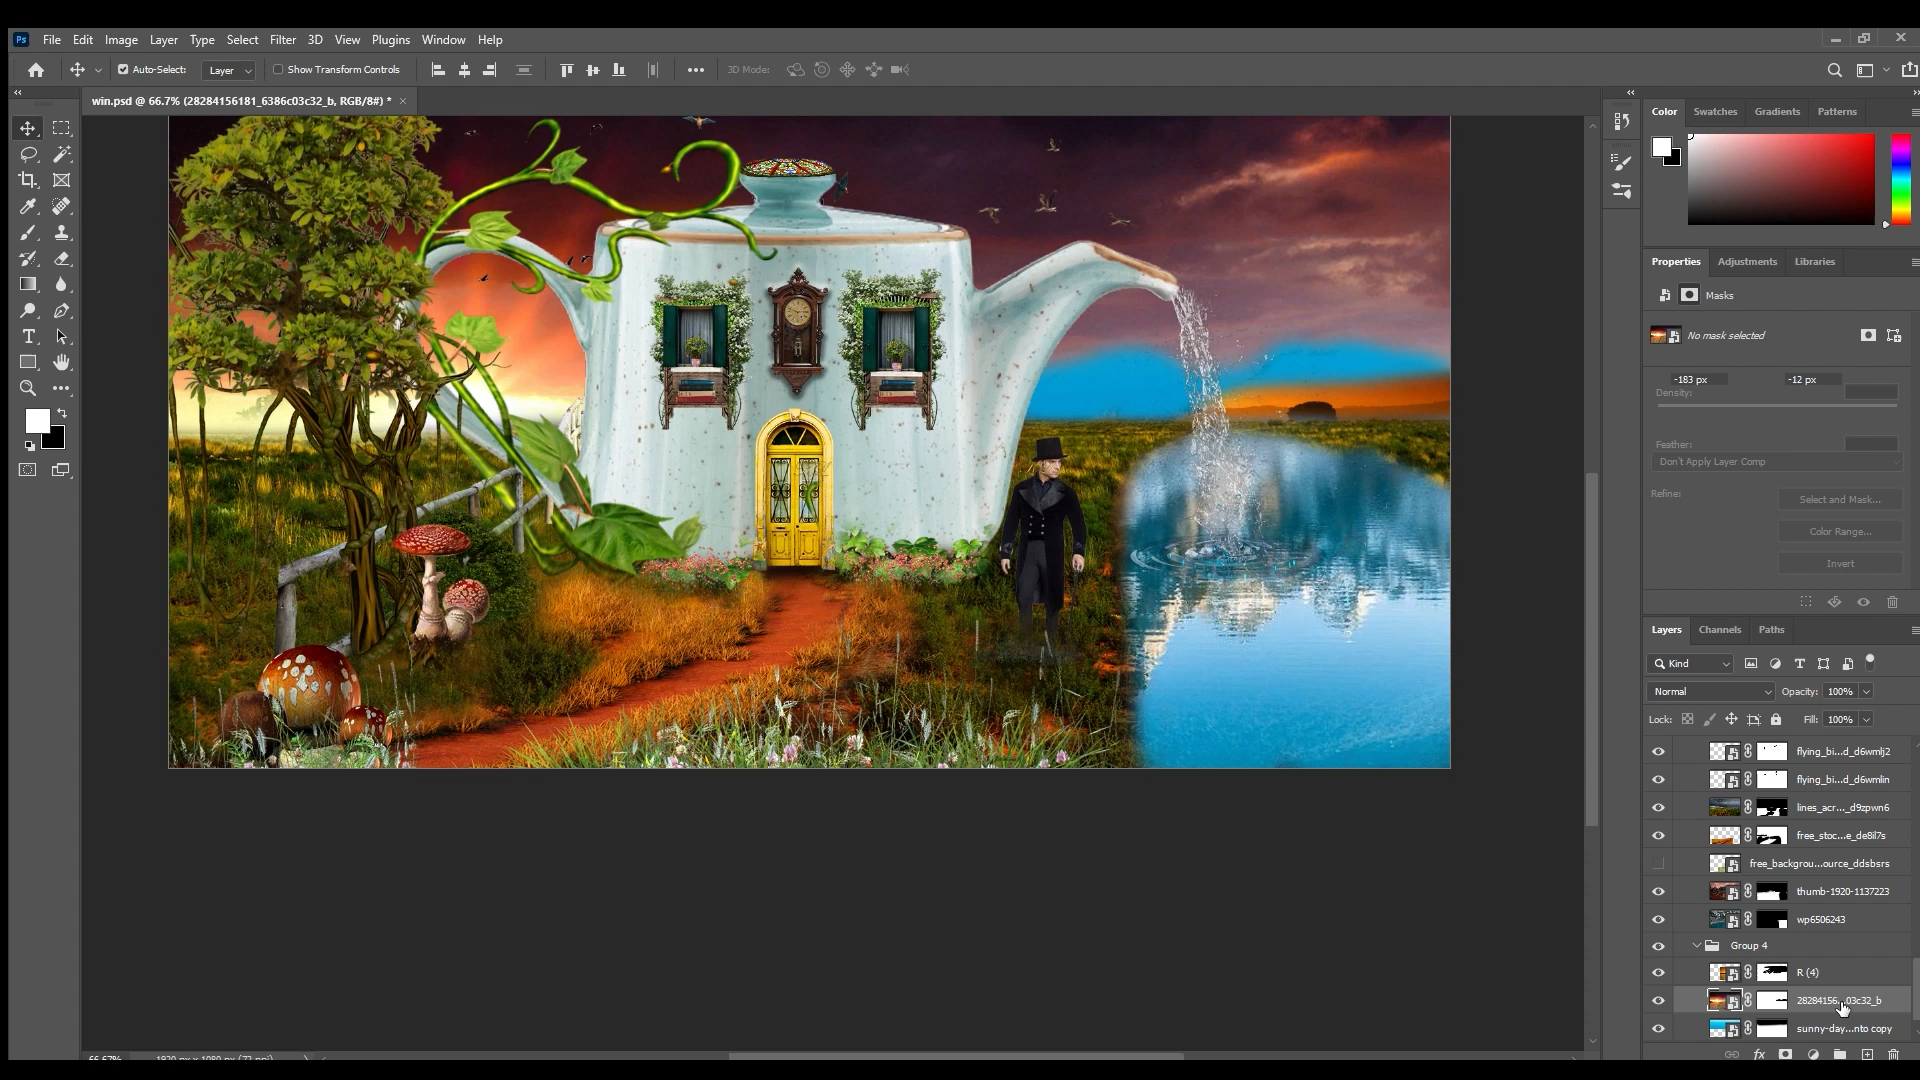 Ps File Edit Image Layer Type Select Filter 3D View Plugins Window Help
Auto-Select: Layer Show Transform Controls 3D Mode:
win.psd @ 66.7% (28284156181_6386c03c32_b, RGB/8#) * ×
Color Swatches Gradients Patterns
Properties Adjustments Libraries
Masks
No mask selected
-183 px -12 px
Density:
Feather:
Don't Apply Layer Comp
Refine:
Select and Mask...
Color Range...
Invert
Layers Channels Paths
Kind
Normal Opacity: 100%
Lock: Fill: 100%
flying_bi...d_d6wmlj2
flying_bi...d_d6wmlin
lines_acr..._d9zpwn6
free_stoc...e_de8il7s
free_backgrou...ource_ddsbsrs
thumb-1920-1137223
wp6506243
Group 4
R (4)
28284156...03c32_b
sunny-day...nto copy
fx
66.67% 1920 px x 1080 px (72 ppi)